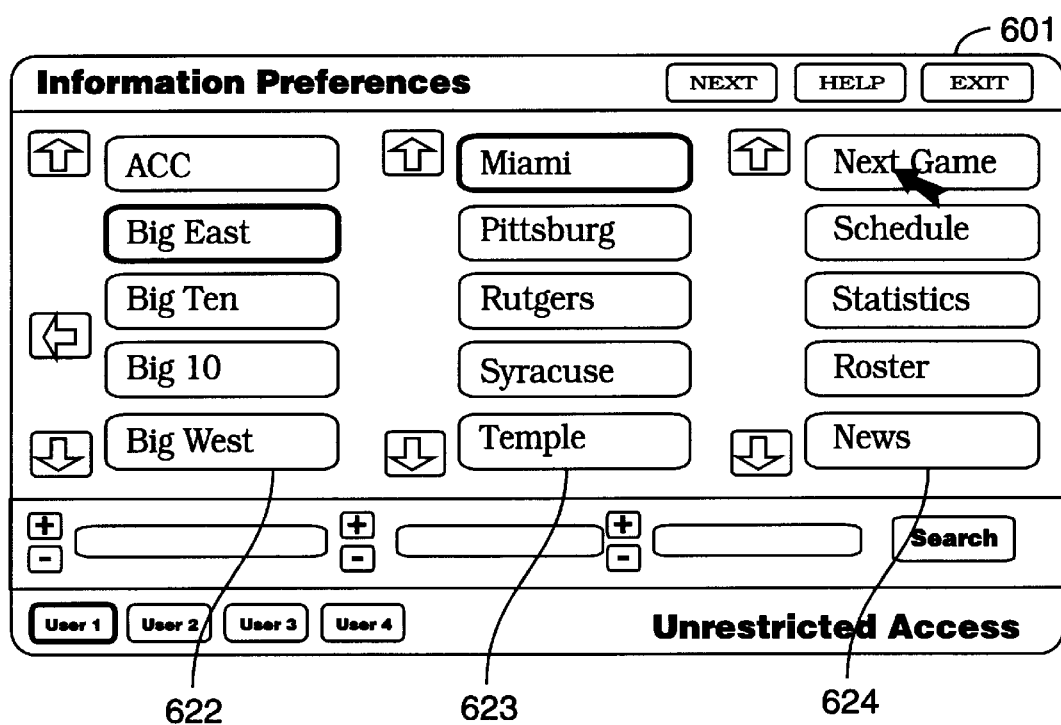 601
Information Preferences NEXT HELP EXIT
ACC Miami Next Game
Big East Pittsburg Schedule
Big Ten Rutgers Statistics
Big 10 Syracuse Roster
Big West Temple News
+ + +
- - - Search
User 1 User 2 User 3 User 4 Unrestricted Access
622 623 624